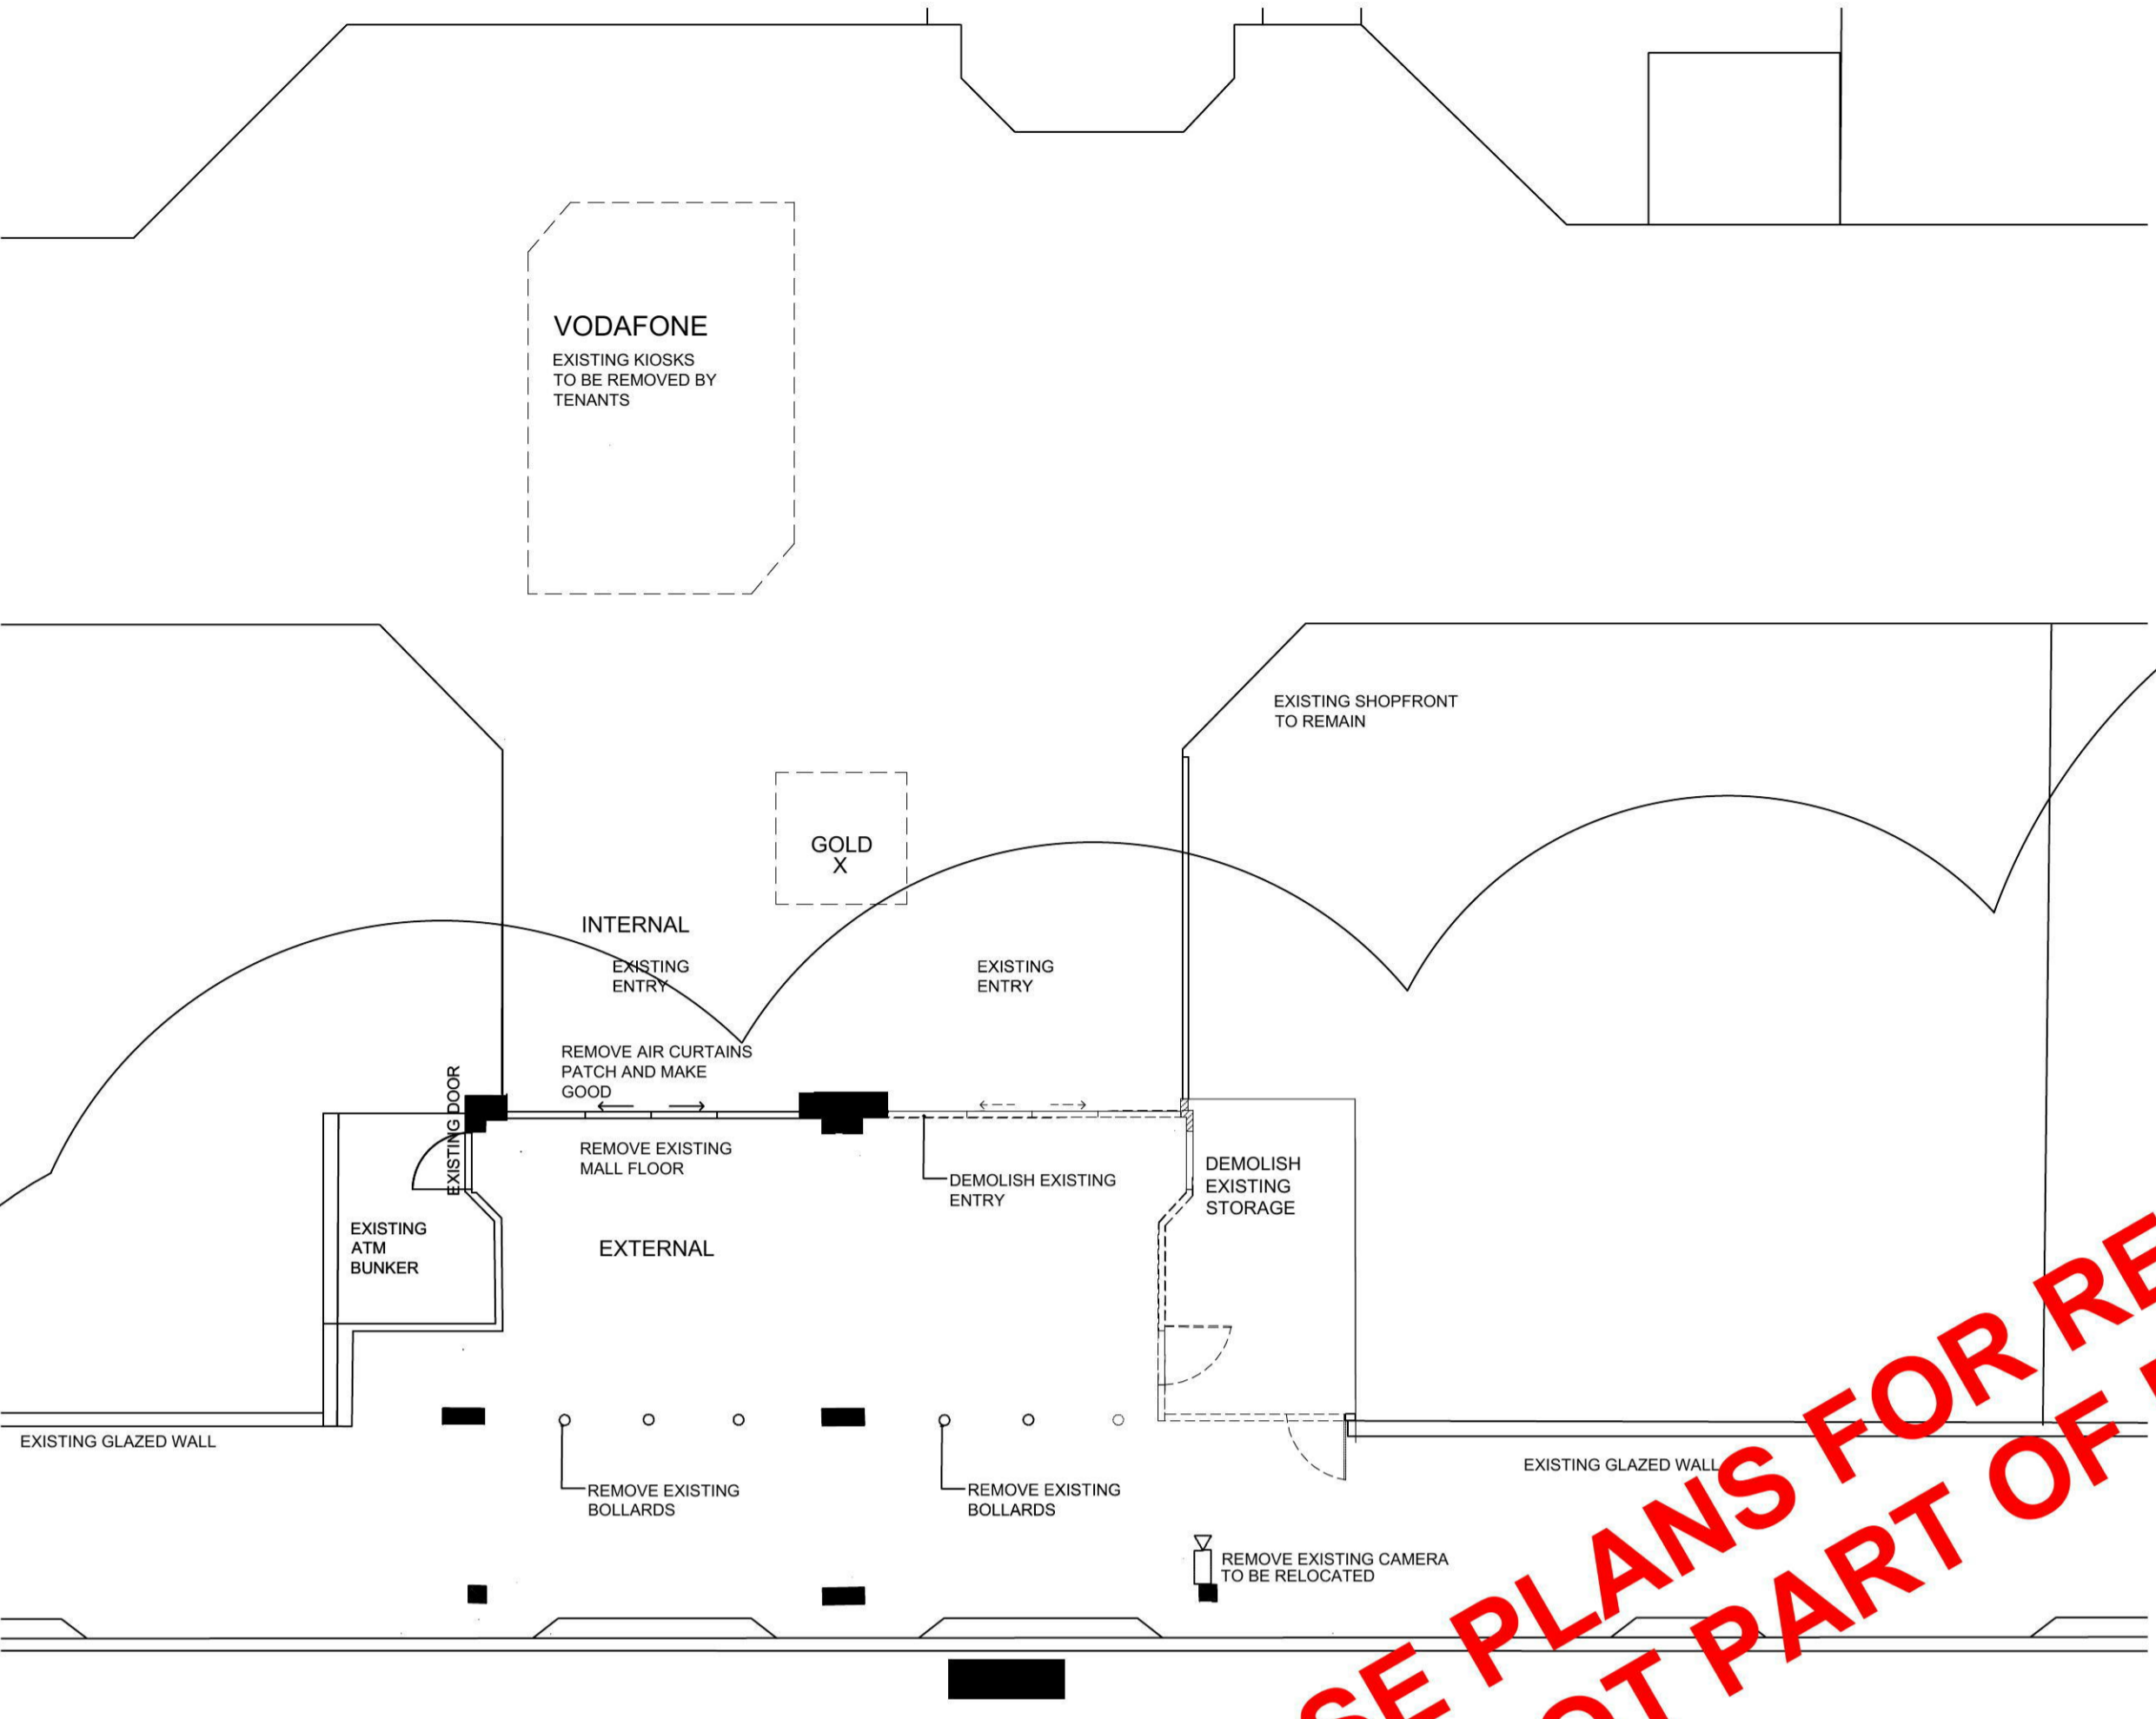 VODAFONE
EXISTING KIOSKS
TO BE REMOVED BY
TENANTS
EXISTING SHOPFRONT
TO REMAIN
GOLD
X
INTERNAL
EXISTING
ENTRY
EXISTING
ENTRY
REMOVE AIR CURTAINS
PATCH AND MAKE
GOOD
EXISTING DOOR
REMOVE EXISTING
MALL FLOOR
DEMOLISH EXISTING
ENTRY
DEMOLISH
EXISTING
STORAGE
EXISTING
ATM
BUNKER
EXTERNAL
EXISTING GLAZED WALL
EXISTING GLAZED WALL
REMOVE EXISTING
BOLLARDS
REMOVE EXISTING
BOLLARDS
REMOVE EXISTING CAMERA
TO BE RELOCATED
PLANS FOR
PART OF